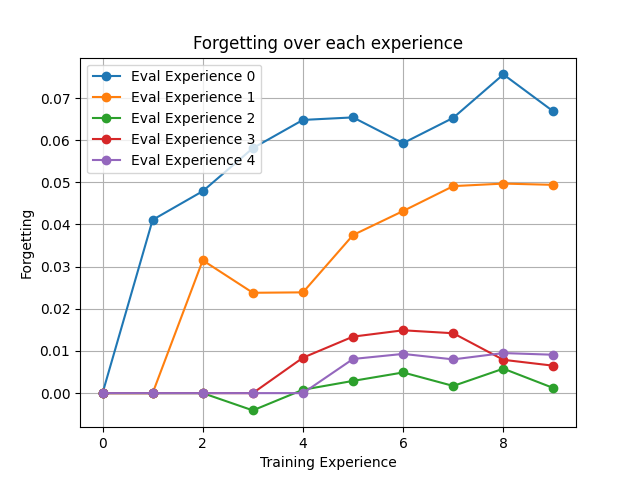 Forgetting over each experience
Eval Experience 0
Eval Experience 1
Eval Experience 2
Eval Experience 3
Eval Experience 4
0.07
0.06
0.05
0.04
0.03
0.02
0.01
0.00
Forgetting
0 2 4 6 8
Training Experience